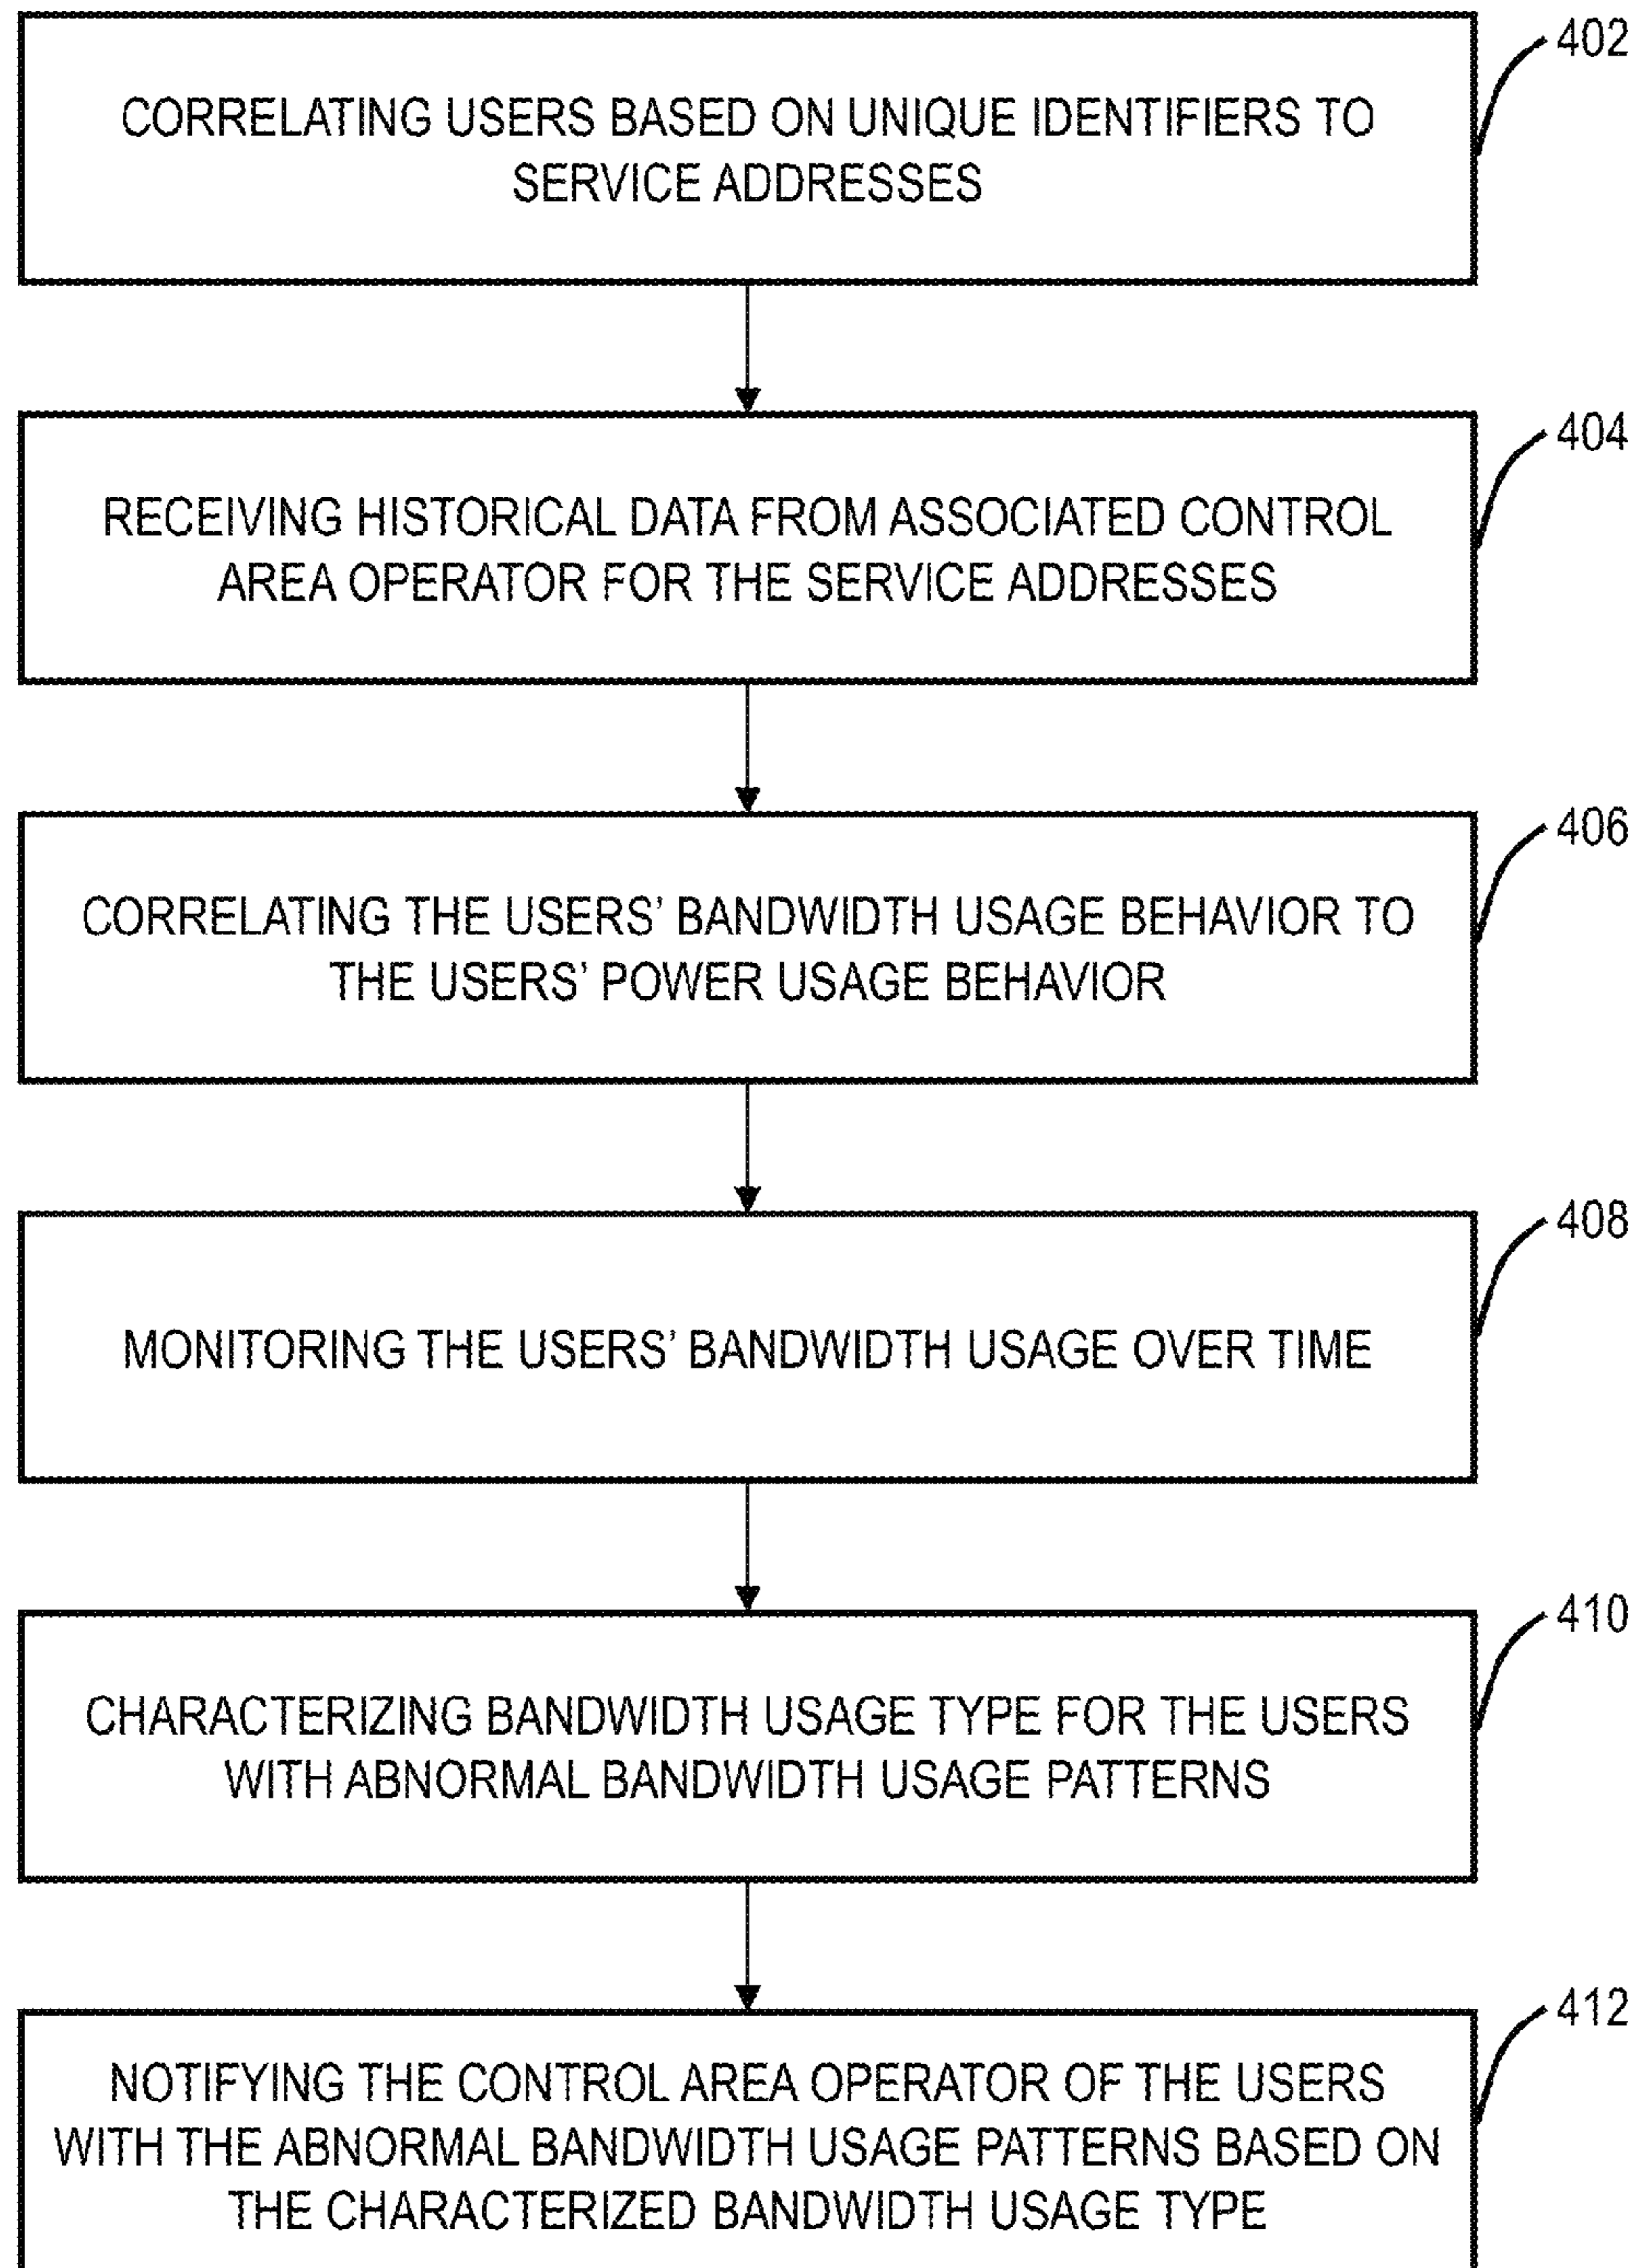 402
CORRELATING USERS BASED ON UNIQUE IDENTIFIERS TO
SERVICE ADDRESSES
404
RECEIVING HISTORICAL DATA FROM ASSOCIATED CONTROL
AREA OPERATOR FOR THE SERVICE ADDRESSES
406
CORRELATING THE USERS’ BANDWIDTH USAGE BEHAVIOR TO
THE USERS’ POWER USAGE BEHAVIOR
408
MONITORING THE USERS’ BANDWIDTH USAGE OVER TIME
410
CHARACTERIZING BANDWIDTH USAGE TYPE FOR THE USERS
WITH ABNORMAL BANDWIDTH USAGE PATTERNS
412
NOTIFYING THE CONTROL AREA OPERATOR OF THE USERS
WITH THE ABNORMAL BANDWIDTH USAGE PATTERNS BASED ON
THE CHARACTERIZED BANDWIDTH USAGE TYPE